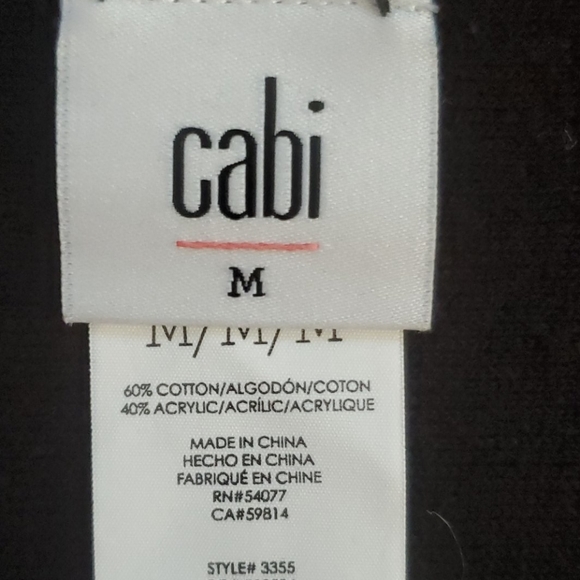 cabi
M
M/ M/ M
60% COTTON/ALGODÓN/COTON
40% ACRYLIC/ACRÍLIC/ACRYLIQUE
MADE IN CHINA
HECHO EN CHINA
FABRIQUÉ EN CHINE
RN#54077
CA#59814
STYLE# 3355